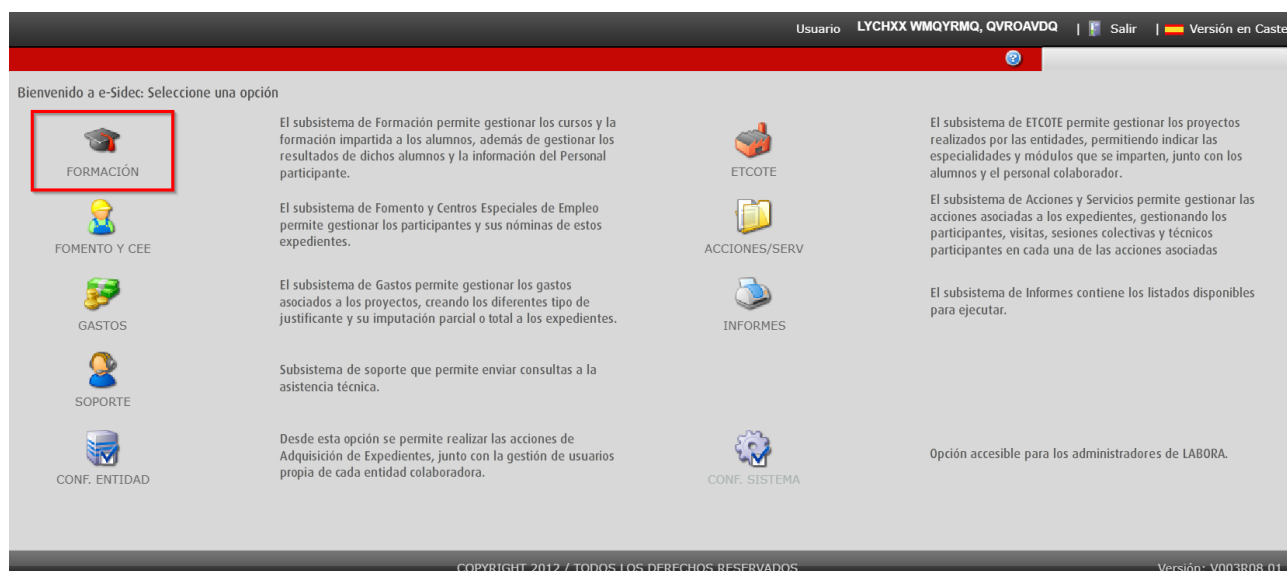 Usuario LYCHXX WMQYRMQ, QVROAVDQ | Salir | Versión en Caste
Bienvenido a e-Sidec: Seleccione una opción
FORMACIÓN
El subsistema de Formación permite gestionar los cursos y la
formación impartida a los alumnos, además de gestionar los
resultados de dichos alumnos y la información del Personal
participante.
ETCOTE
El subsistema de ETCOTE permite gestionar los proyectos
realizados por las entidades, permitiendo indicar las
especialidades y módulos que se imparten, junto con los
alumnos y el personal colaborador.
FOMENTO Y CEE
El subsistema de Fomento y Centros Especiales de Empleo
permite gestionar los participantes y sus nóminas de estos
expedientes.
ACCIONES/SERV
El subsistema de Acciones y Servicios permite gestionar las
acciones asociadas a los expedientes, gestionando los
participantes, visitas, sesiones colectivas y técnicos
participantes en cada una de las acciones asociadas
GASTOS
El subsistema de Gastos permite gestionar los gastos
asociados a los proyectos, creando los diferentes tipo de
justificante y su imputación parcial o total a los expedientes.
INFORMES
El subsistema de Informes contiene los listados disponibles
para ejecutar.
SOPORTE
Subsistema de soporte que permite enviar consultas a la
asistencia técnica.
CONF. ENTIDAD
Desde esta opción se permite realizar las acciones de
Adquisición de Expedientes, junto con la gestión de usuarios
propia de cada entidad colaboradora.
CONF. SISTEMA
Opción accesible para los administradores de LABORA.
COPYRIGHT 2012 / TODOS LOS DERECHOS RESERVADOS
Versión: V003R08.01